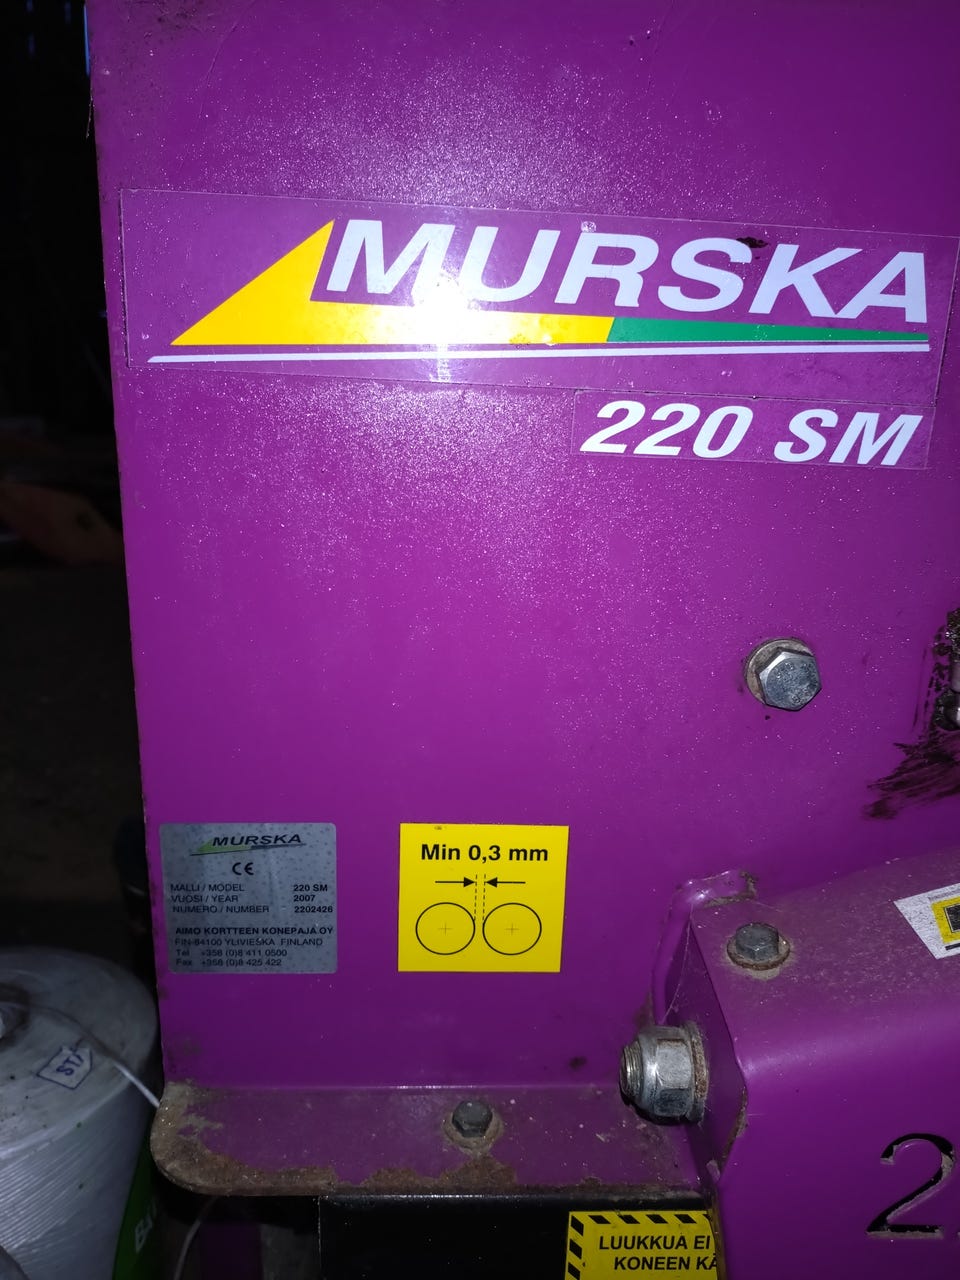 MURSKA
220 SM
MURSKA
CE
MALLI / MODEL 220 SM
VUOSI / YEAR 2007
NUMERO / NUMBER 2202426
AIMO KORTTEEN KONEPAJA OY
FIN-84100 YLIVIESKA FINLAND
Tel +358 (0)8 411 0500
Fax +358 (0)8 425 422
Min 0,3 mm
2
LUUKKUA EI
KONEEN